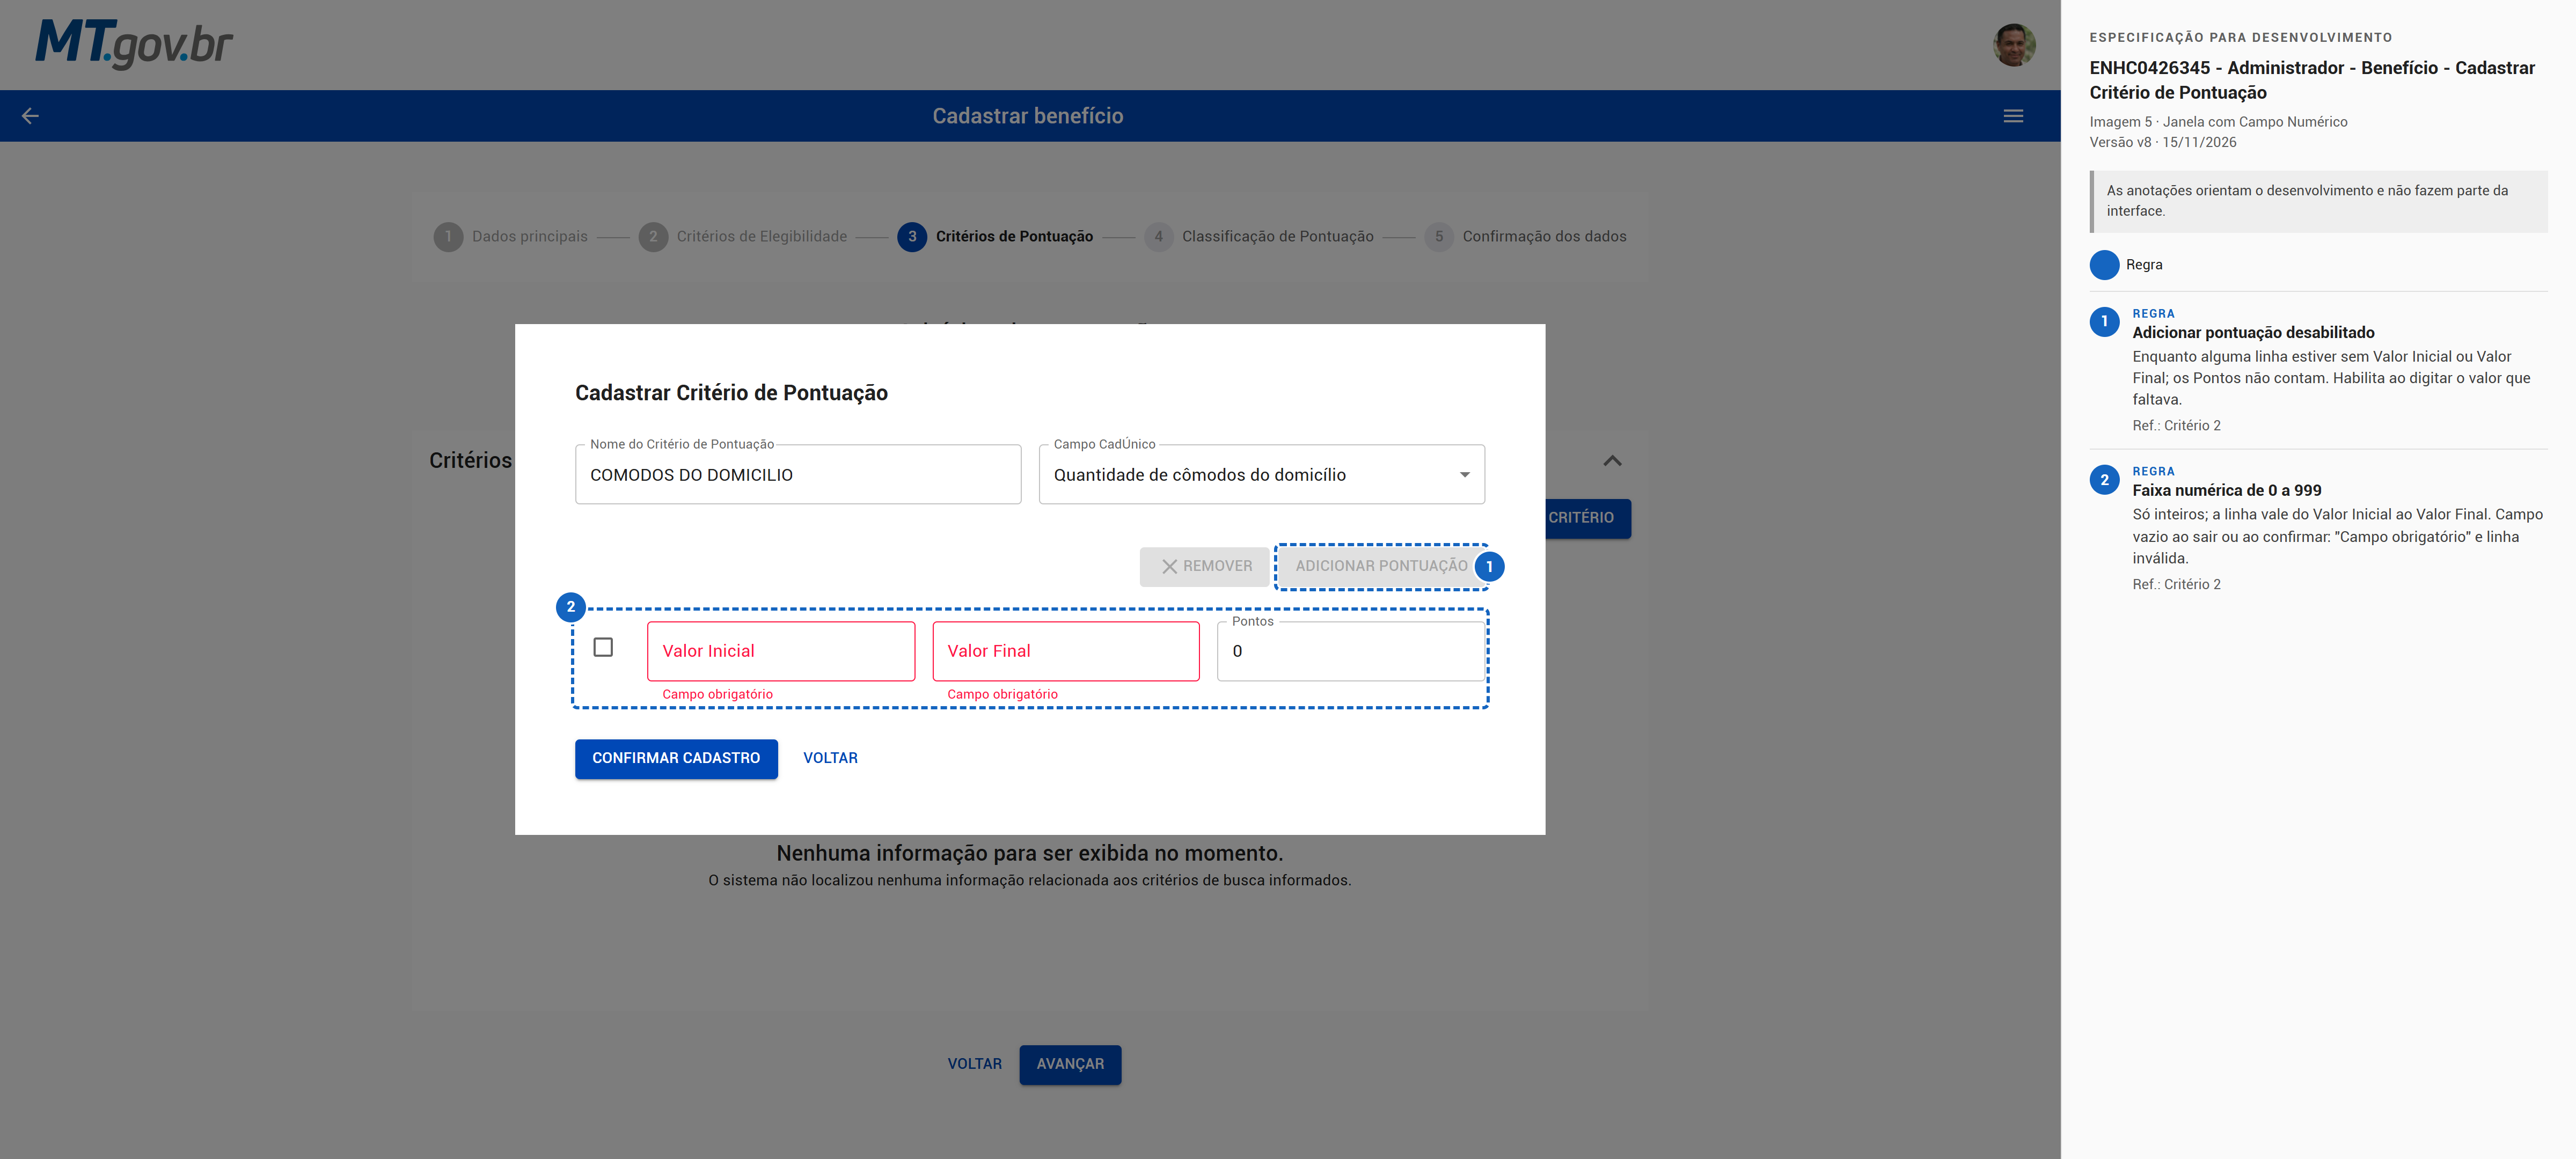 MT.gov.br
Cadastrar benefício
1 Dados principais
2 Critérios de Elegibilidade
3 Critérios de Pontuação
4 Classificação de Pontuação
5 Confirmação dos dados
Critérios
CRITÉRIO
Cadastrar Critério de Pontuação
Nome do Critério de Pontuação
COMODOS DO DOMICILIO
Campo CadÚnico
Quantidade de cômodos do domicílio
REMOVER
ADICIONAR PONTUAÇÃO
1
2
Valor Inicial
Campo obrigatório
Valor Final
Campo obrigatório
Pontos
0
CONFIRMAR CADASTRO
VOLTAR
Nenhuma informação para ser exibida no momento.
O sistema não localizou nenhuma informação relacionada aos critérios de busca informados.
VOLTAR
AVANÇAR
ESPECIFICAÇÃO PARA DESENVOLVIMENTO
ENHC0426345 - Administrador - Benefício - Cadastrar
Critério de Pontuação
Imagem 5 · Janela com Campo Numérico
Versão v8 · 15/11/2026
As anotações orientam o desenvolvimento e não fazem parte da
interface.
Regra
1
REGRA
Adicionar pontuação desabilitado
Enquanto alguma linha estiver sem Valor Inicial ou Valor
Final; os Pontos não contam. Habilita ao digitar o valor que
faltava.
Ref.: Critério 2
2
REGRA
Faixa numérica de 0 a 999
Só inteiros; a linha vale do Valor Inicial ao Valor Final. Campo
vazio ao sair ou ao confirmar: "Campo obrigatório" e linha
inválida.
Ref.: Critério 2